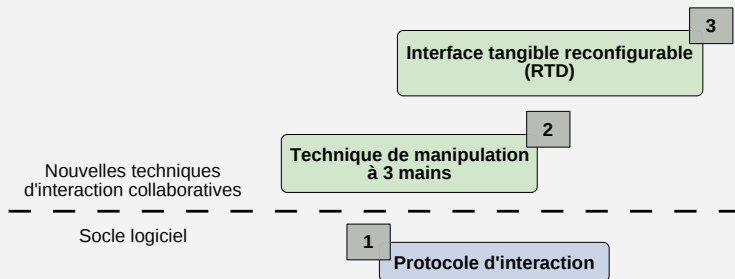 3
Interface tangible reconfigurable
(RTD)
2
Technique de manipulation
à 3 mains
Nouvelles techniques
d'interaction collaboratives
Socle logiciel
1
Protocole d'interaction